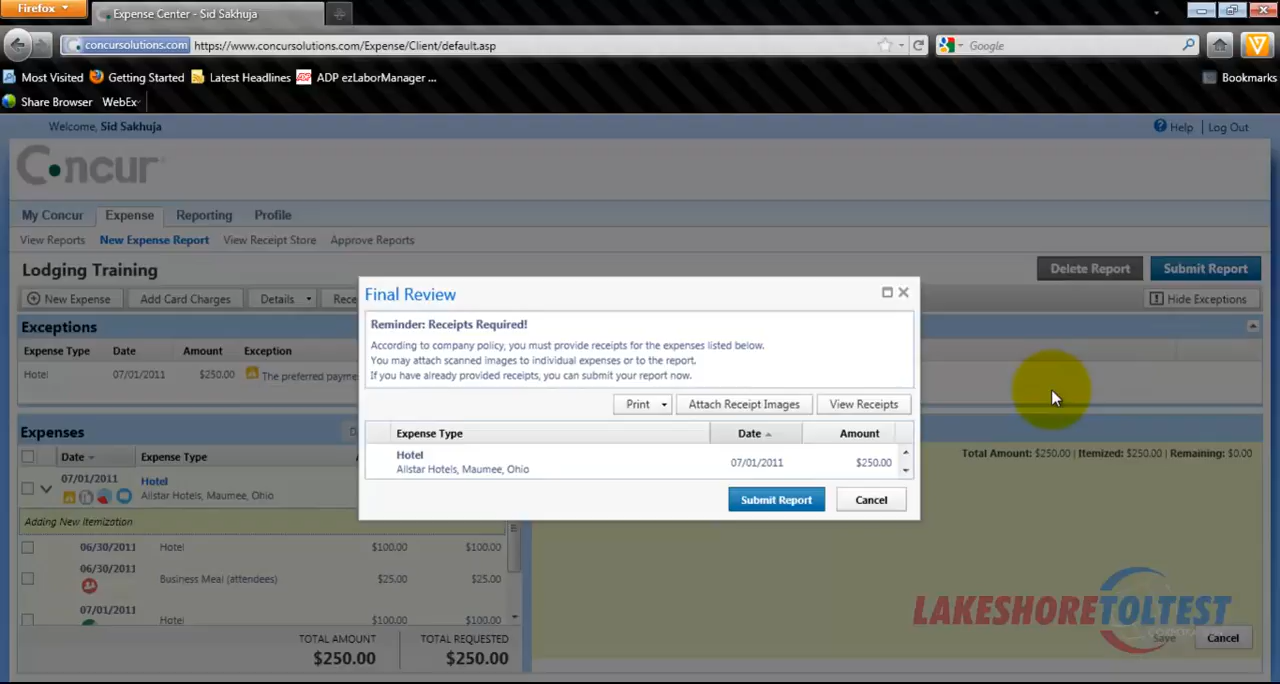 Firefox
Expense Center - Sid Sakhuja
concursolutions.com https://www.concursolutions.com/Expense/Client/default.asp
Google
Most Visited Getting Started Latest Headlines ADP ezLaborManager ...
Bookmarks
Share Browser WebEx
Welcome, Sid Sakhuja
Help | Log Out
Concur
My Concur Expense Reporting Profile
View Reports New Expense Report View Receipt Store Approve Reports
Lodging Training
Delete Report Submit Report
New Expense Add Card Charges Details Rece
Hide Exceptions
Exceptions
Expense Type Date Amount Exception
Hotel 07/01/2011 $250.00 The preferred payme
Final Review
Reminder: Receipts Required!
According to company policy, you must provide receipts for the expenses listed below.
You may attach scanned images to individual expenses or to the report.
If you have already provided receipts, you can submit your report now.
Print Attach Receipt Images View Receipts
Expense Type Date Amount
Hotel
Allstar Hotels, Maumee, Ohio 07/01/2011 $250.00
Submit Report Cancel
Expenses
Total Amount: $250.00 | Itemized: $250.00 | Remaining: $0.00
Date Expense Type
07/01/2011 Hotel
Allstar Hotels, Maumee, Ohio
Adding New Itemization
06/30/2011 Hotel $100.00 $100.00
06/30/2011
Business Meal (attendees) $25.00 $25.00
07/01/2011
Hotel $100.00 $100.00
TOTAL AMOUNT TOTAL REQUESTED
$250.00 $250.00
LAKESHORETOLTEST
Save Cancel